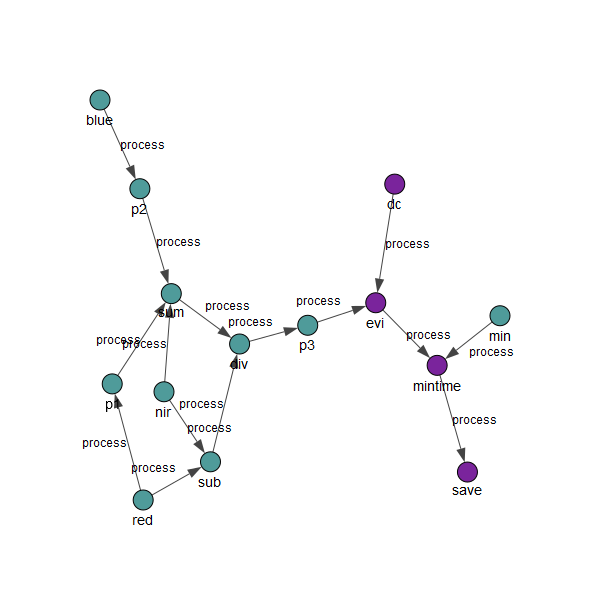 blue
process
p2
dc
process
process
sum
process
process
process
evi
min
p3
process
process
div
process
process
mintime
p1
nir
process
process
process
process
process
sub
save
red